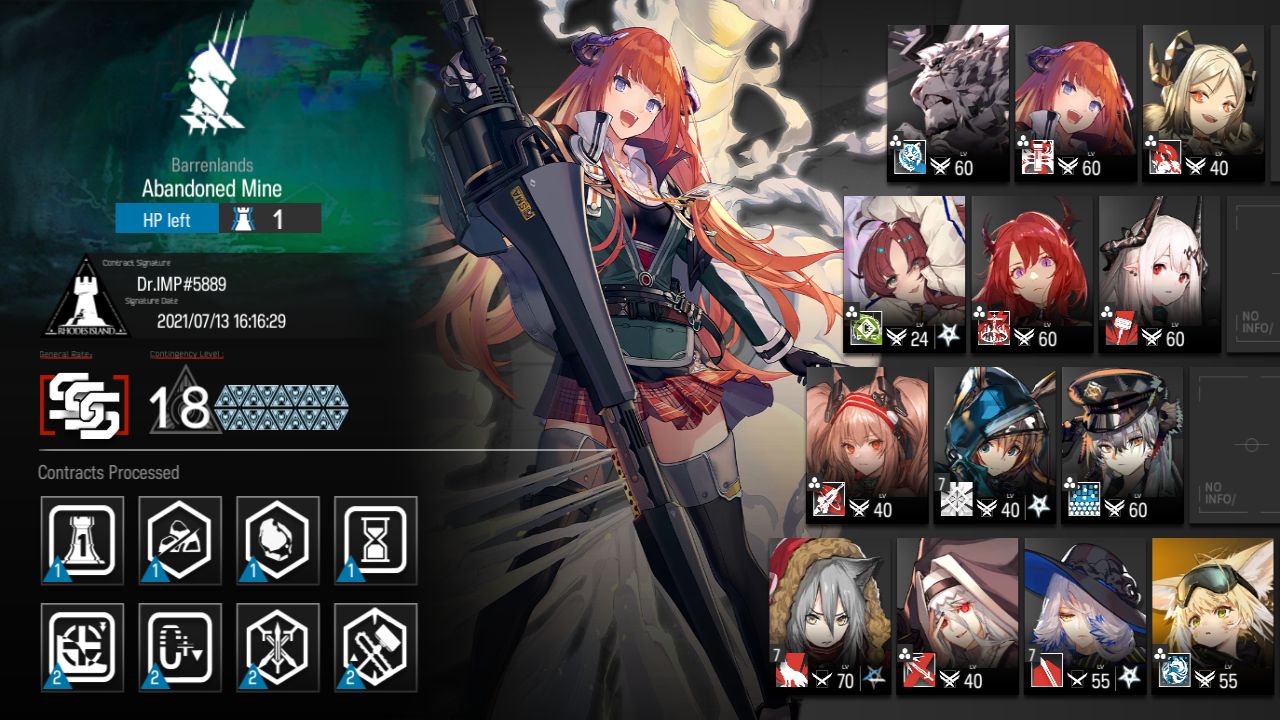 Barrenlands
Abandoned Mine
HP left 1
Contract Signature
Dr.IMP#5889
Signature Date
2021/07/13 16:16:29
RHODES ISLAND
General Rate:
Contingency Level :
18
Contracts Processed
1
1 1 1 1
2 2 2 2
LV 60
LV 60
LV 40
LV 24
LV 60
LV 60
NO INFO/
LV 40
7 LV 40
LV 60
NO INFO/
7 LV 70
LV 40
7 LV 55
LV 55